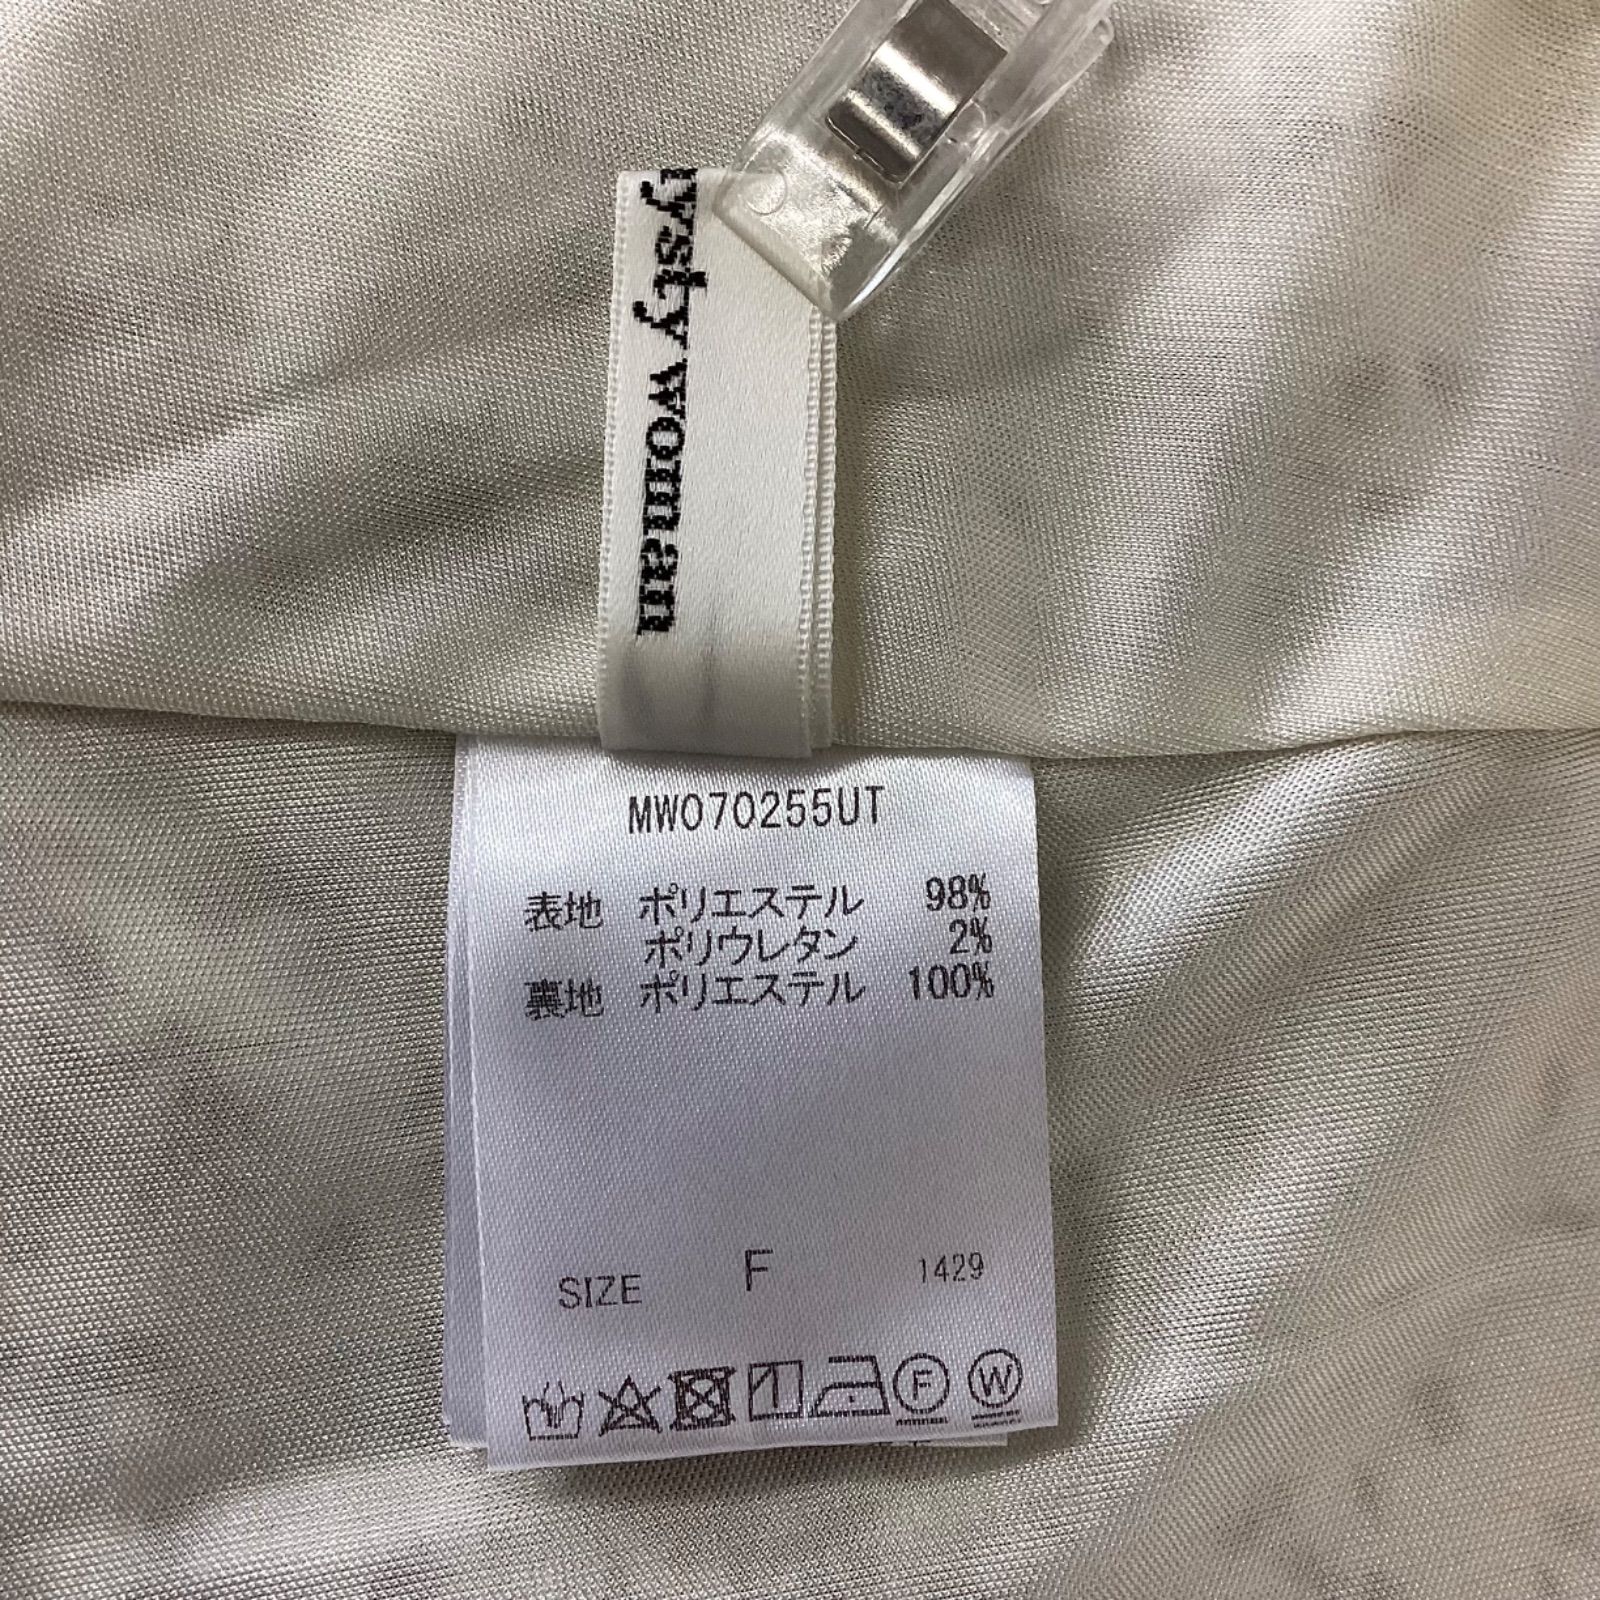 ysty woman
MW070255UT
表地 ポリエステル 98%
ポリウレタン 2%
裏地 ポリエステル 100%
SIZE F 1429
F W